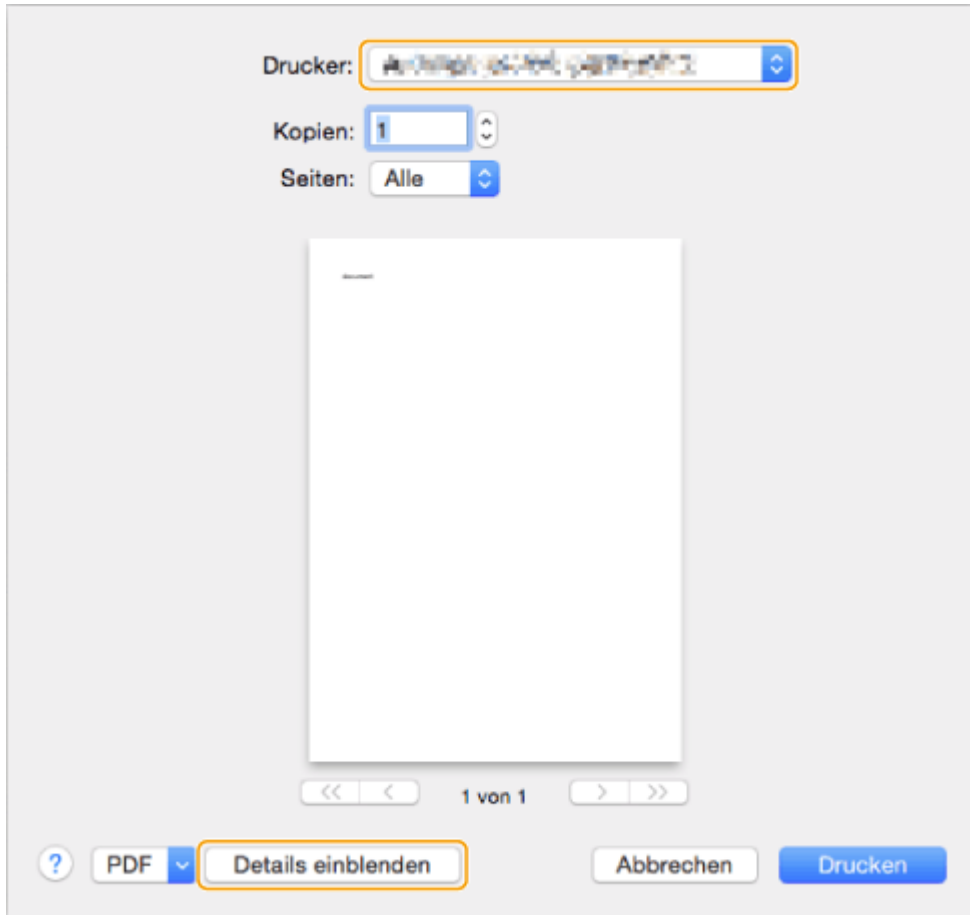 Drucker:
Kopien: 1
Seiten: Alle
1 von 1
? PDF Details einblenden Abbrechen Drucken